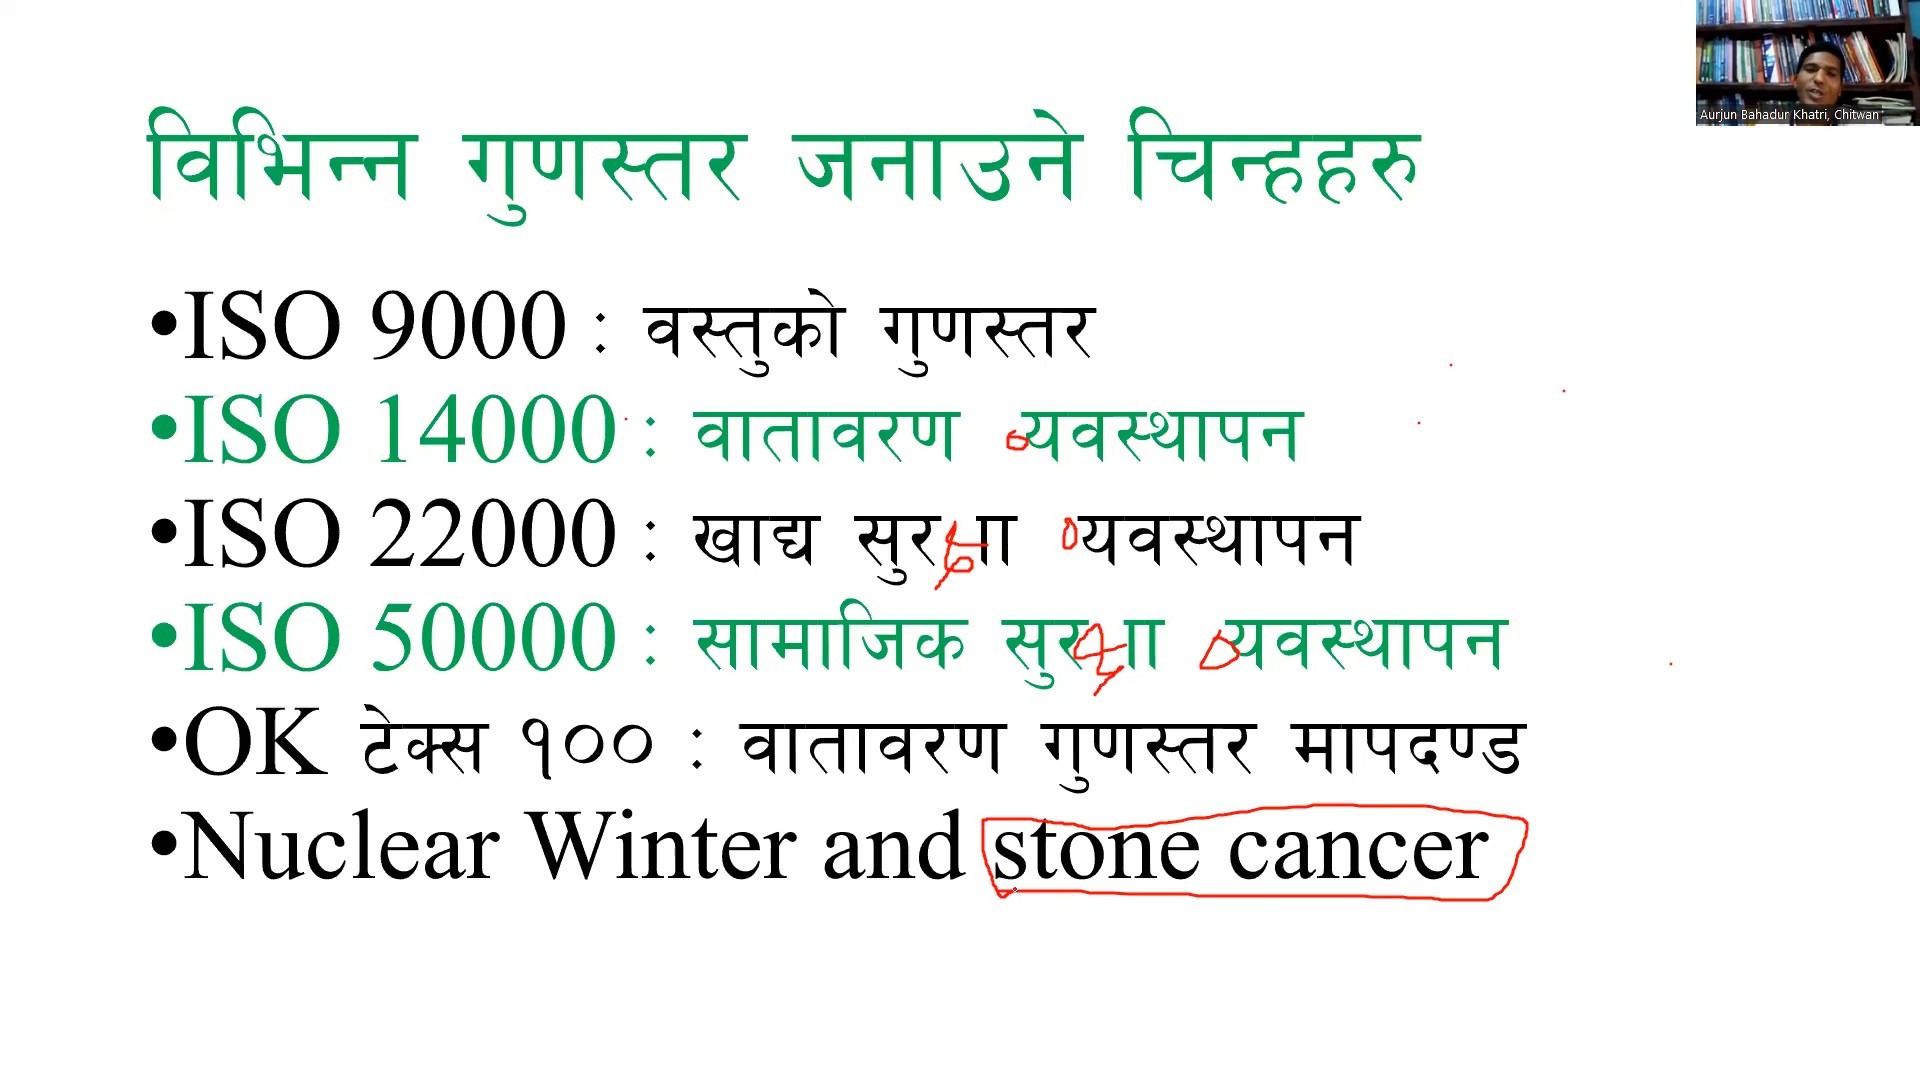 Aurjun Bahadur Khatri, Chitwan
विभिन्न गुणस्तर जनाउने चिन्हहरु
•ISO 9000 : वस्तुको गुणस्तर
•ISO 14000 : वातावरण व्यवस्थापन
•ISO 22000 : खाद्य सुरक्षा व्यवस्थापन
•ISO 50000 : सामाजिक सुरक्षा व्यवस्थापन
•OK टेक्स १०० : वातावरण गुणस्तर मापदण्ड
•Nuclear Winter and stone cancer